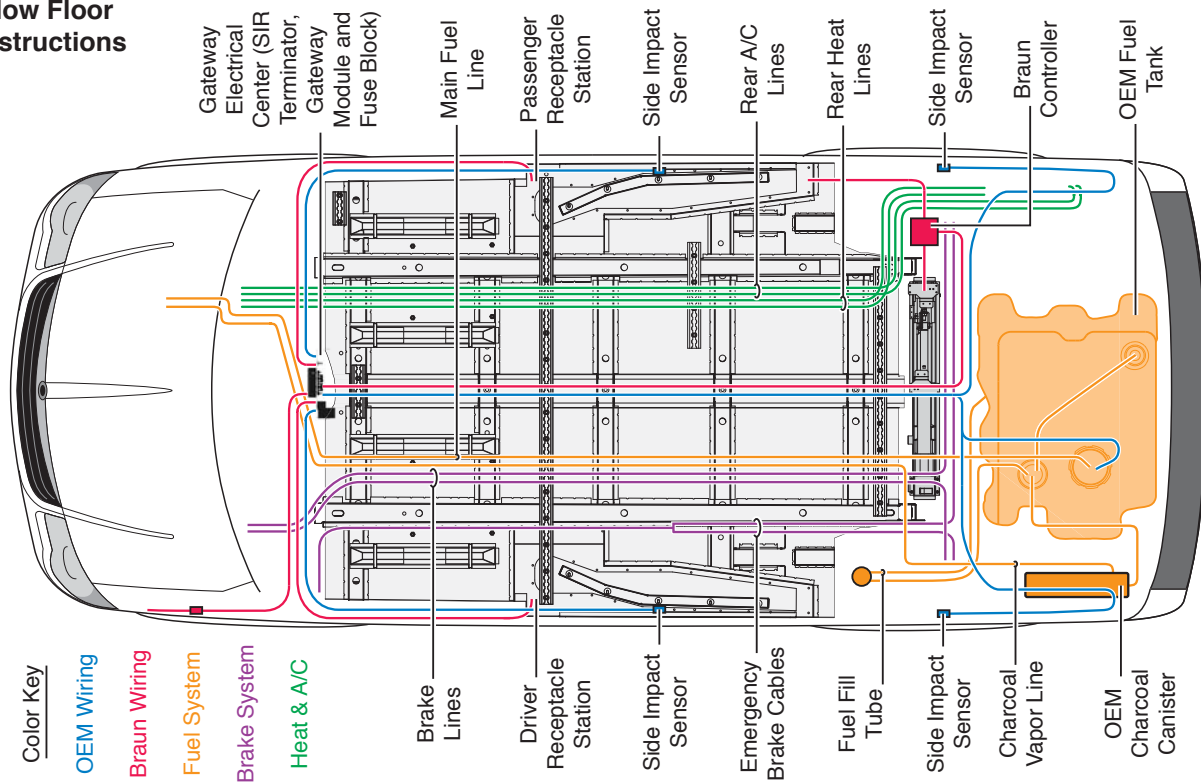 low Floor
structions
Gateway
Electrical
Center (SIR
Terminator,
Gateway
Module and
Fuse Block)
Main Fuel
Line
Passenger
Receptacle
Station
Side Impact
Sensor
Rear A/C
Lines
Rear Heat
Lines
Side Impact
Sensor
Braun
Controller
OEM Fuel
Tank
Color Key
OEM Wiring
Braun Wiring
Fuel System
Brake System
Heat & A/C
Brake
Lines
Driver
Receptacle
Station
Side Impact
Sensor
Emergency
Brake Cables
Fuel Fill
Tube
Side Impact
Sensor
Charcoal
Vapor Line
OEM
Charcoal
Canister